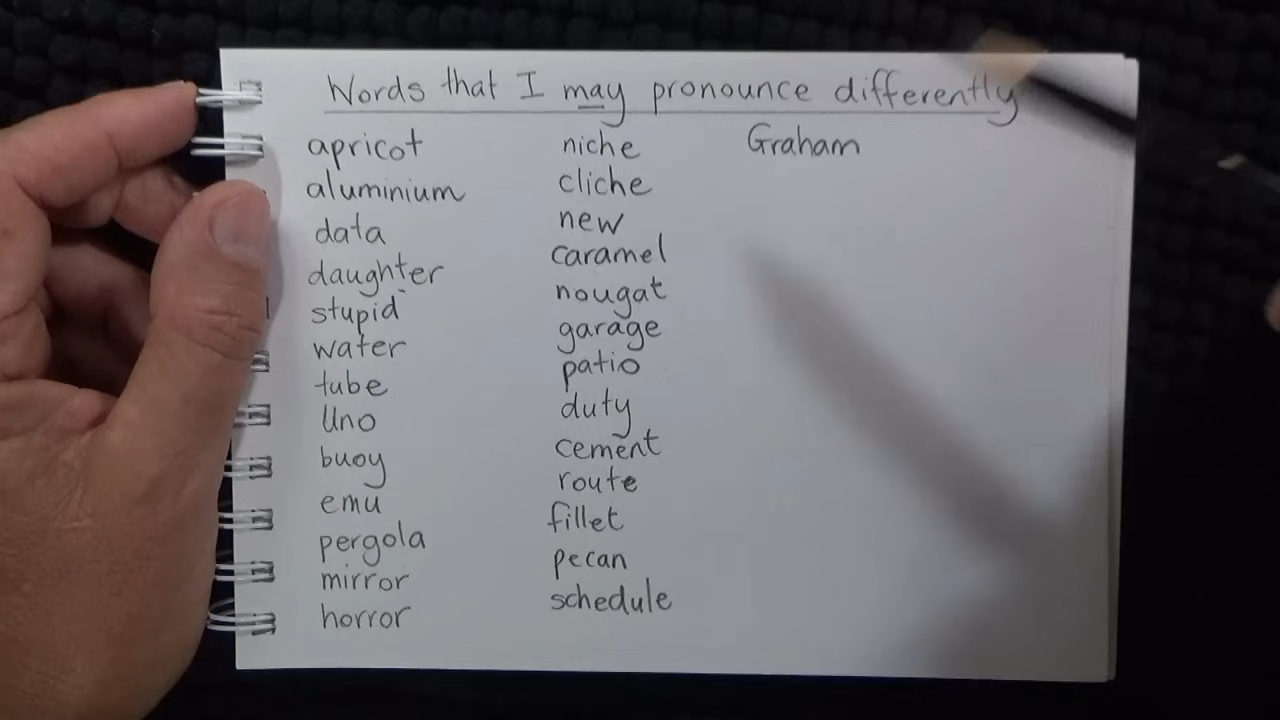 Words that I may pronounce differently
apricot
aluminium
data
daughter
stupid
water
tube
Uno
buoy
emu
pergola
mirror
horror
niche
cliche
new
caramel
nougat
garage
patio
duty
cement
route
fillet
pecan
schedule
Graham